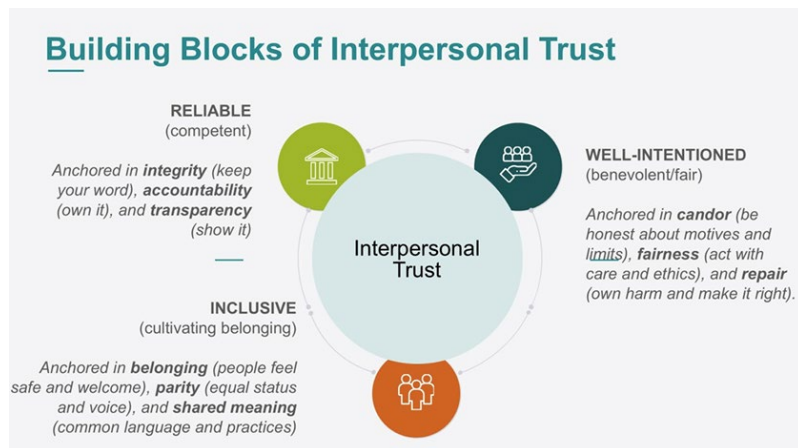 Building Blocks of Interpersonal Trust
RELIABLE
(competent)
Anchored in integrity (keep
your word), accountability
(own it), and transparency
(show it)
WELL-INTENTIONED
(benevolent/fair)
Anchored in candor (be
honest about motives and
limits), fairness (act with
care and ethics), and repair
(own harm and make it right).
Interpersonal
Trust
INCLUSIVE
(cultivating belonging)
Anchored in belonging (people feel
safe and welcome), parity (equal status
and voice), and shared meaning
(common language and practices)